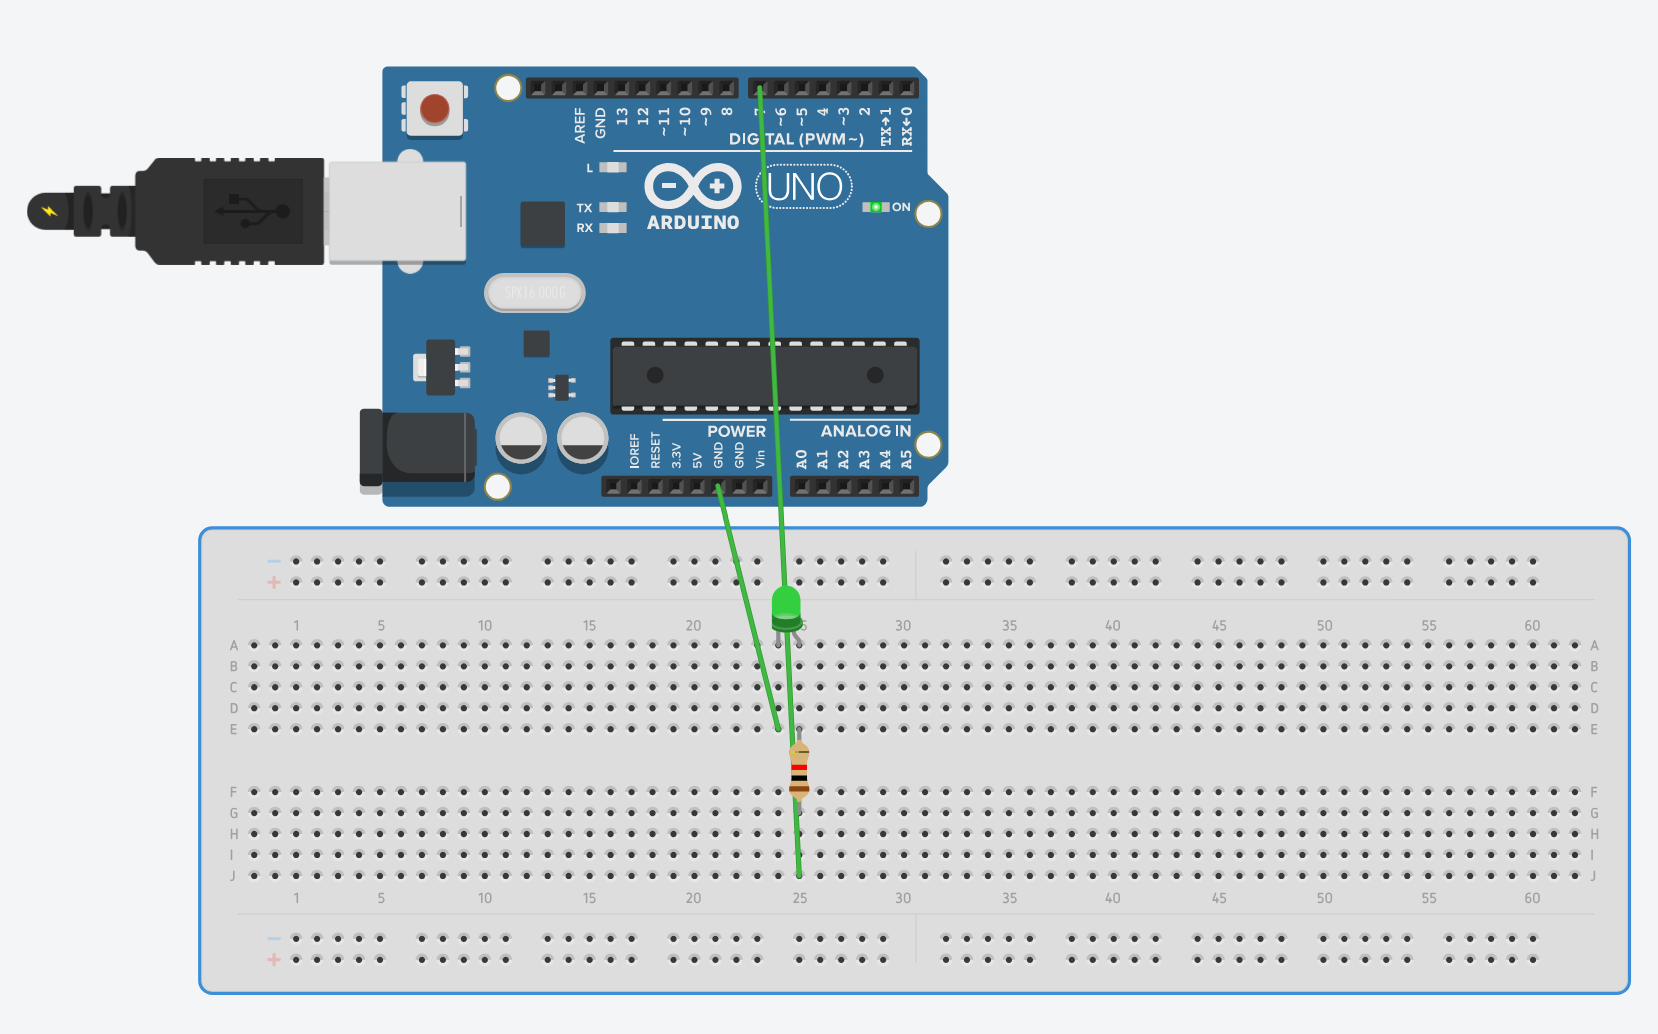 AREF GND 13 12 ~11 ~10 ~9 8 7 ~6 ~5 4 ~3 2 TX→1 RX←0
DIGITAL (PWM~)
L
TX
RX
ARDUINO
UNO
ON
SPX16.000G
POWER
ANALOG IN
IOREF RESET 3.3V 5V GND GND Vin A0 A1 A2 A3 A4 A5
−
+
1 5 10 15 20 25 30 35 40 45 50 55 60
A A
B B
C C
D D
E E
F F
G G
H H
I I
J J
1 5 10 15 20 25 30 35 40 45 50 55 60
−
+